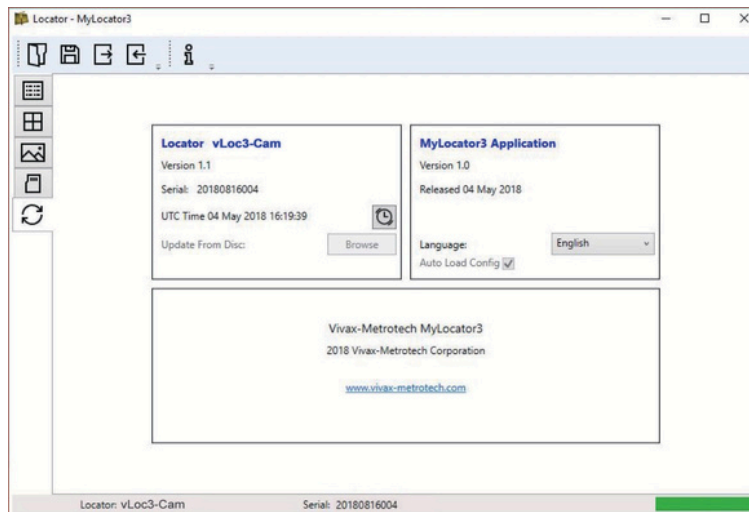 Locator - MyLocator3
Locator vLoc3-Cam
Version 1.1
Serial: 20180816004
UTC Time 04 May 2018 16:19:39
Update From Disc:
Browse
MyLocator3 Application
Version 1.0
Released 04 May 2018
Language:
English
Auto Load Config
Vivax-Metrotech MyLocator3
2018 Vivax-Metrotech Corporation
www.vivax-metrotech.com
Locator: vLoc3-Cam
Serial: 20180816004